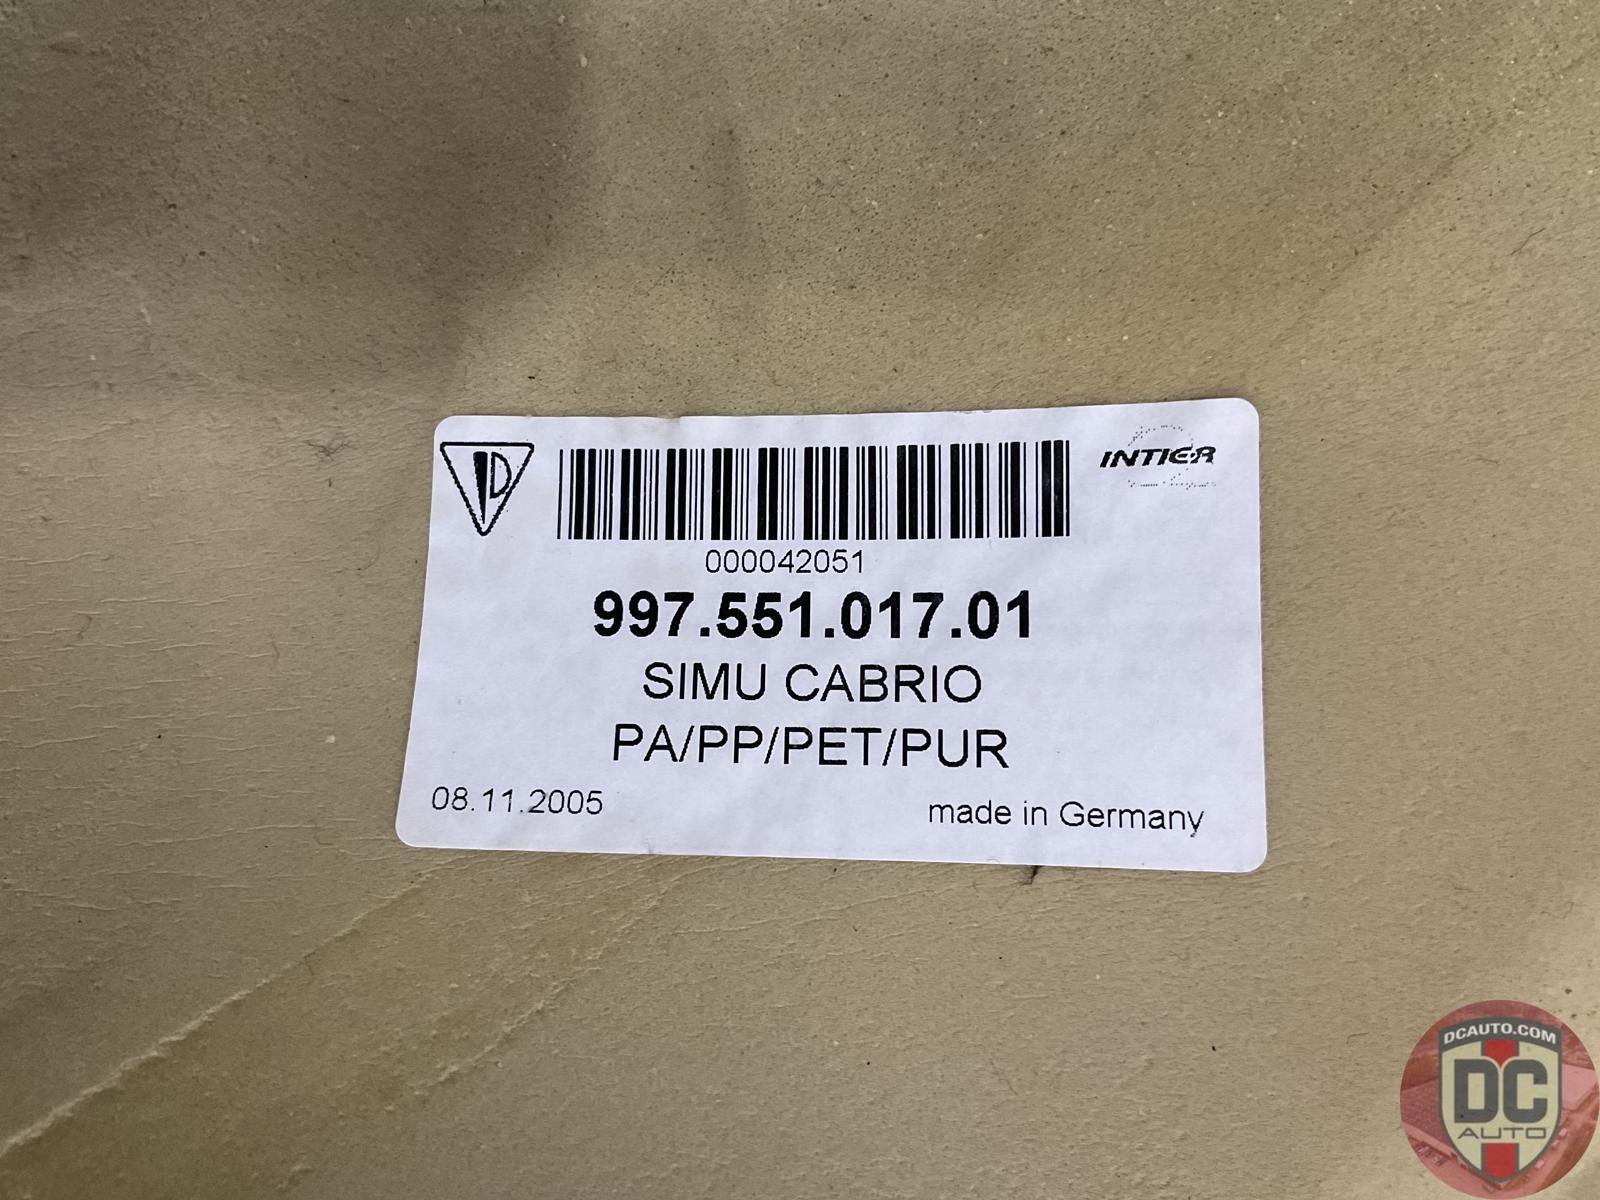 D
INTIER
000042051
997.551.017.01
SIMU CABRIO
PA/PP/PET/PUR
08.11.2005
made in Germany
DCAUTO.COM
DC
AUTO